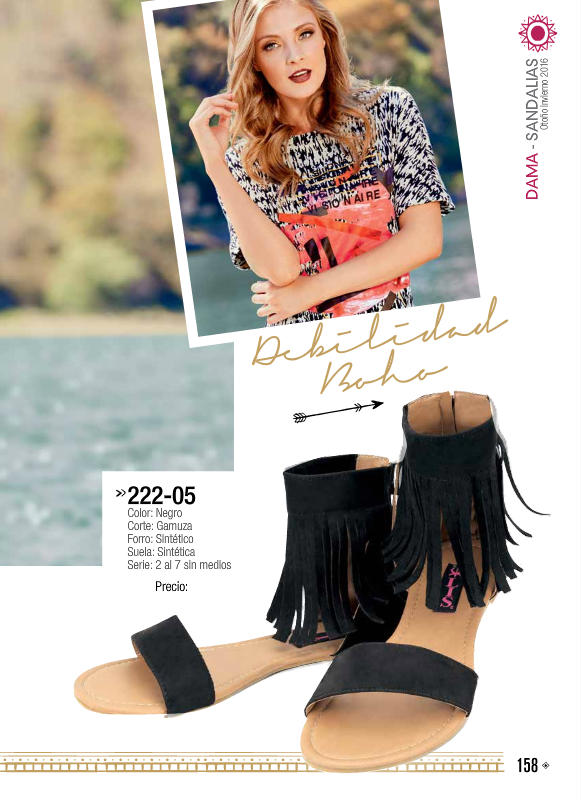 DAMA - SANDALIAS
Otoño Invierno 2016
VISIONAIRE
Debilidad
Boho
222-05
Color: Negro
Corte: Gamuza
Forro: Sintético
Suela: Sintética
Serie: 2 al 7 sin medios
Precio:
158